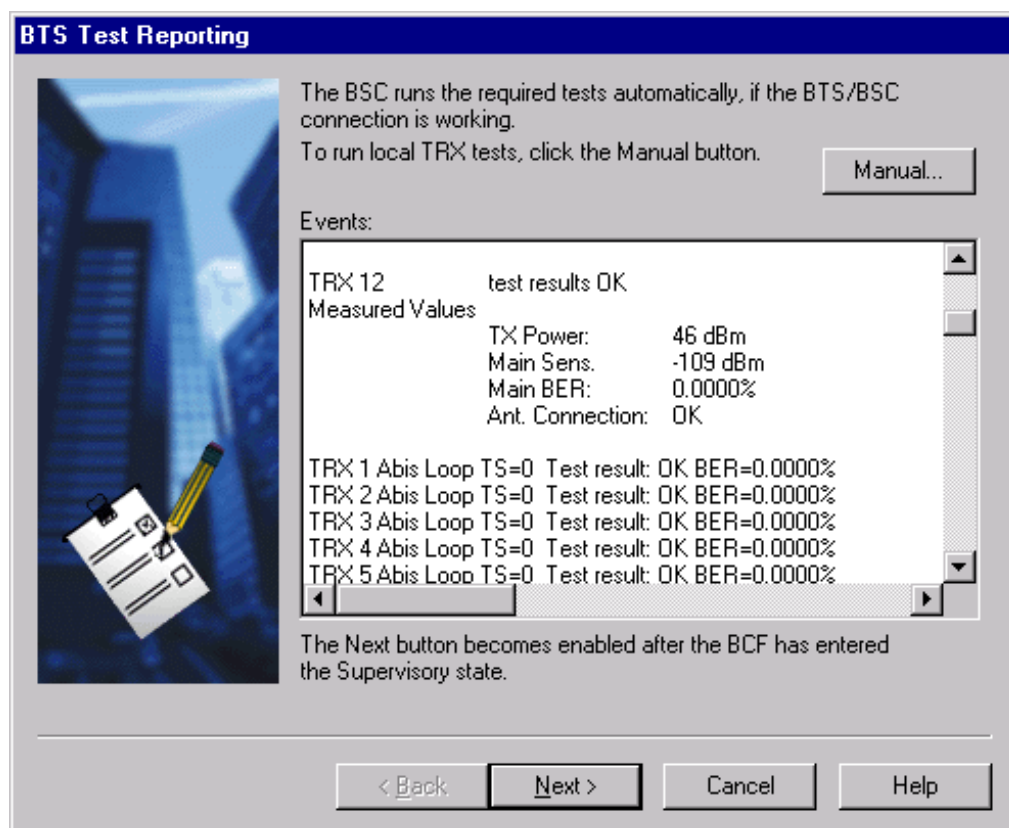 BTS Test Reporting
The BSC runs the required tests automatically, if the BTS/BSC
connection is working.
To run local TRX tests, click the Manual button.
Manual...
Events:
TRX 12 test results OK
Measured Values
TX Power: 46 dBm
Main Sens. -109 dBm
Main BER: 0.0000%
Ant. Connection: OK
TRX 1 Abis Loop TS=0 Test result: OK BER=0.0000%
TRX 2 Abis Loop TS=0 Test result: OK BER=0.0000%
TRX 3 Abis Loop TS=0 Test result: OK BER=0.0000%
TRX 4 Abis Loop TS=0 Test result: OK BER=0.0000%
TRX 5 Abis Loop TS=0 Test result: OK BER=0.0000%
The Next button becomes enabled after the BCF has entered
the Supervisory state.
< Back Next > Cancel Help